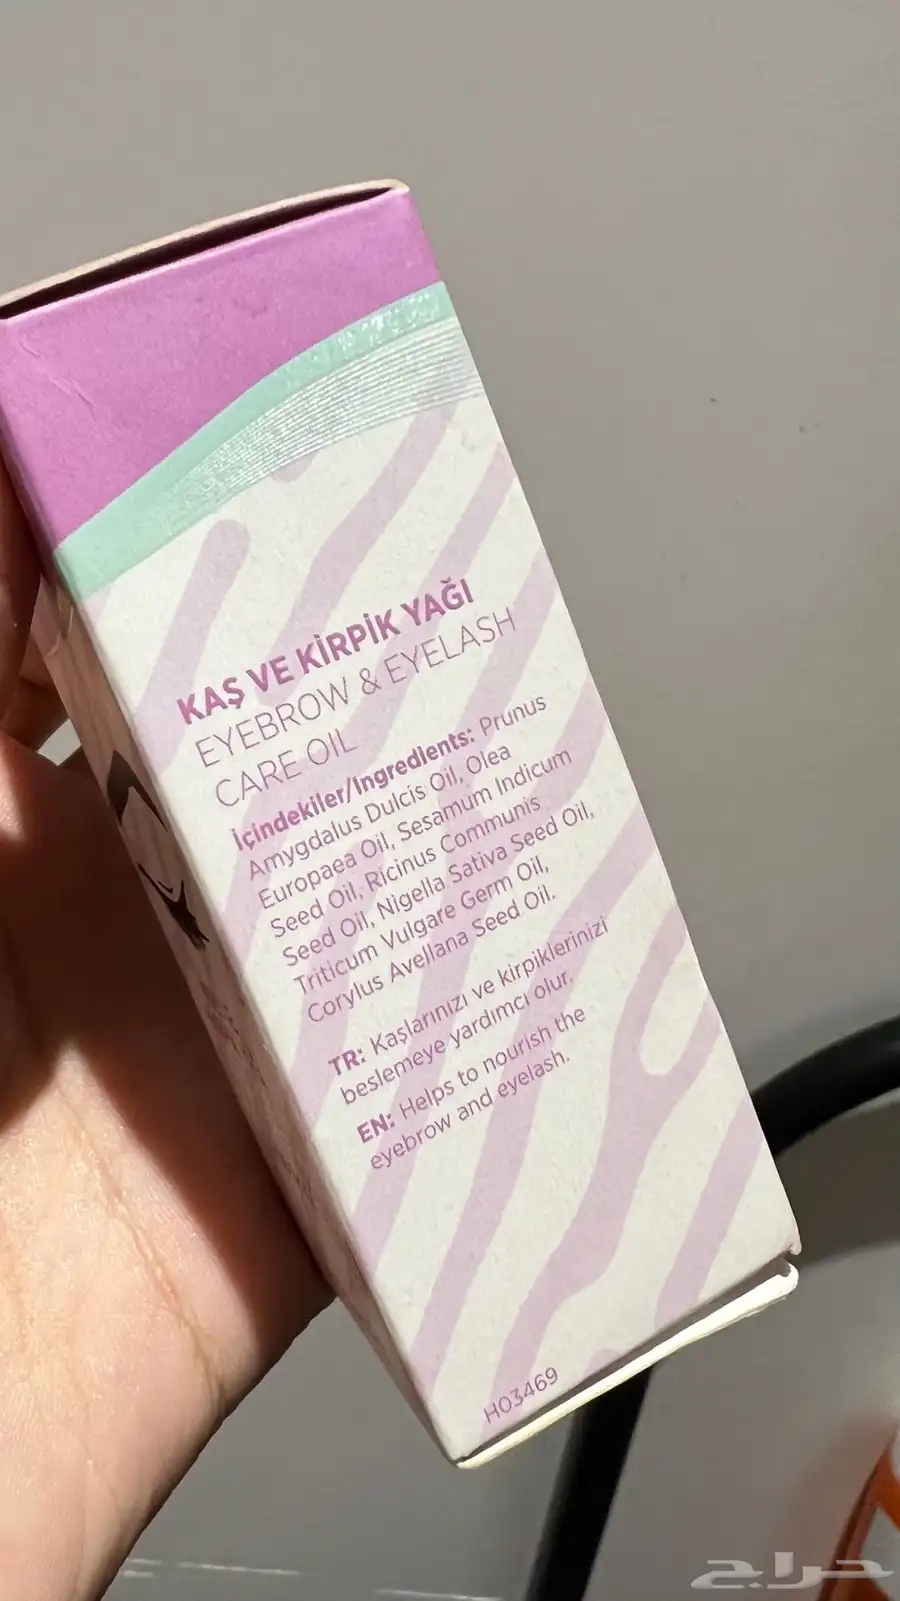 KAŞ VE KİRPİK YAĞI
EYEBROW & EYELASH
CARE OIL
İçindekiler/Ingredients: Prunus
Amygdalus Dulcis Oil, Olea
Europaea Oil, Sesamum Indicum
Seed Oil, Ricinus Communis
Seed Oil, Nigella Sativa Seed Oil,
Triticum Vulgare Germ Oil,
Corylus Avellana Seed Oil.
TR: Kaşlarınızı ve kirpiklerinizi
beslemeye yardımcı olur.
EN: Helps to nourish the
eyebrow and eyelash.
H03469
حراج